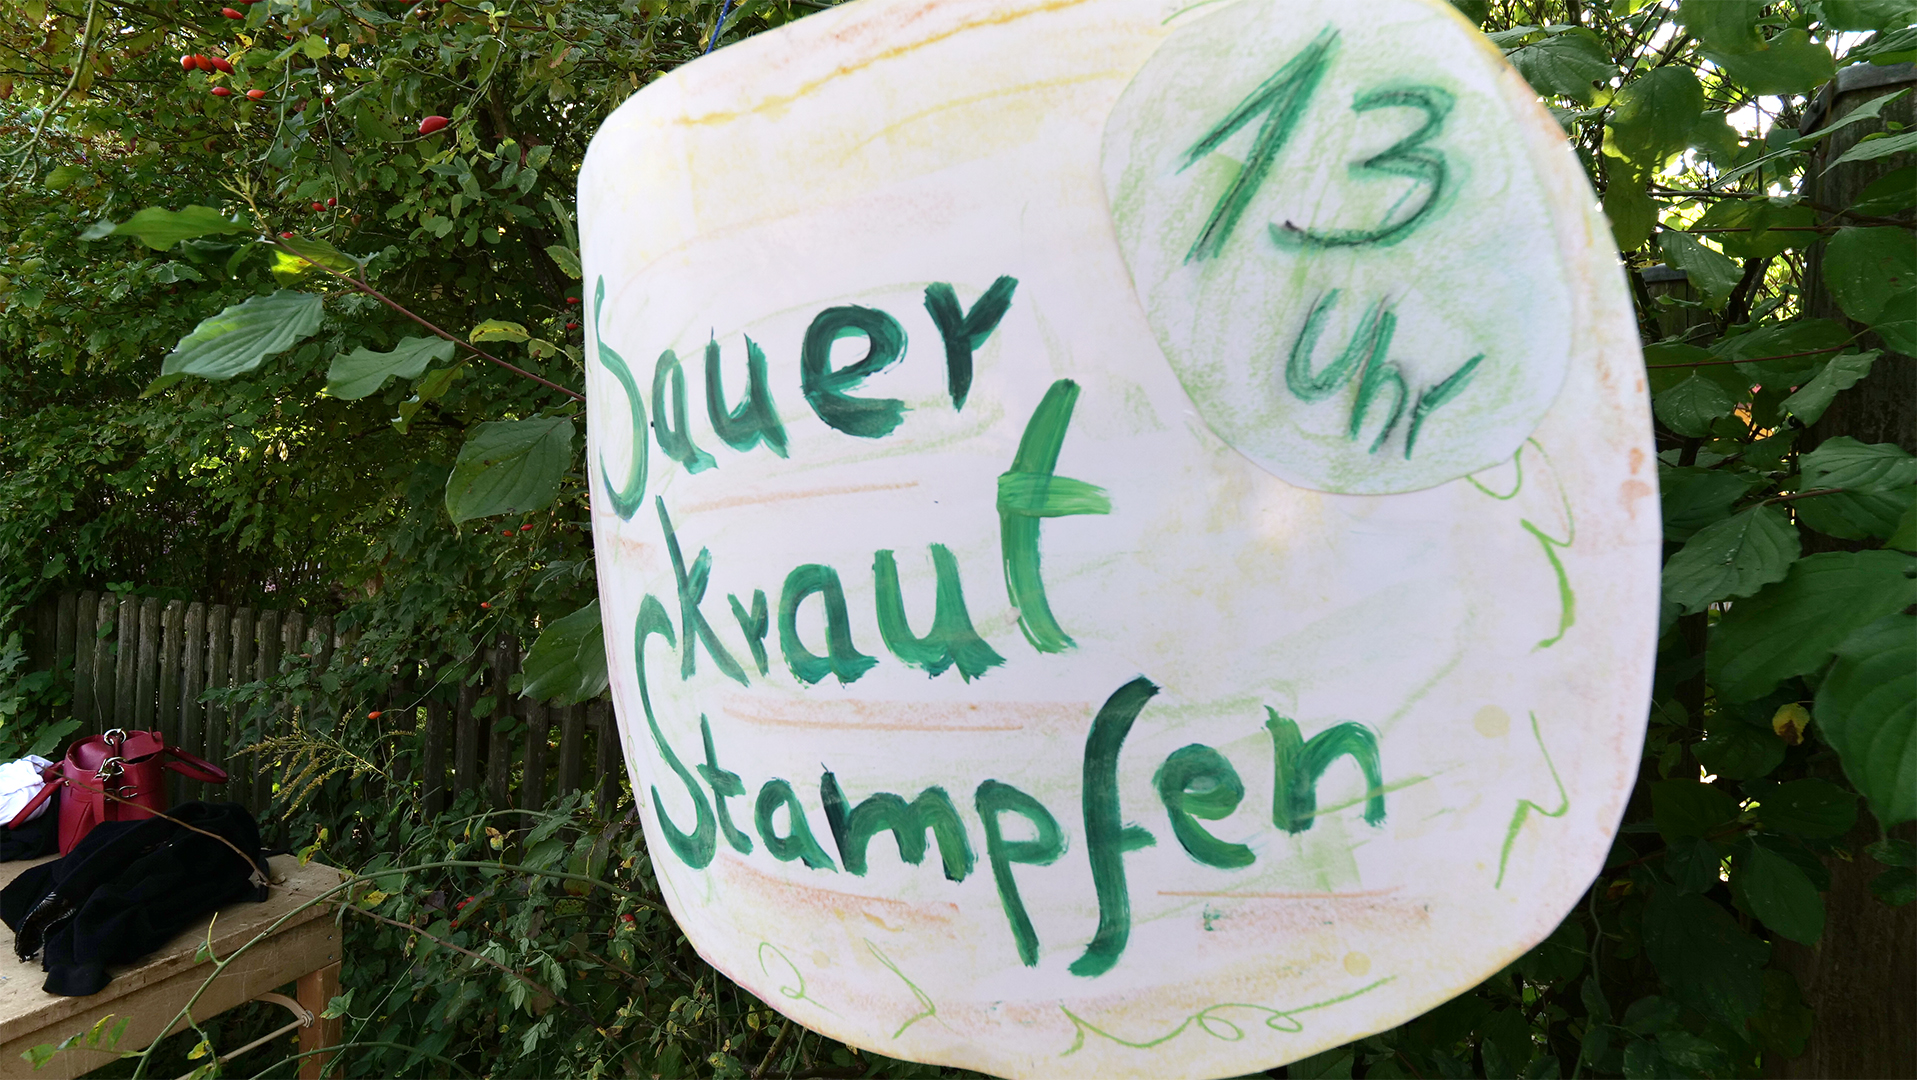 13
Uhr
Sauer
kraut
Stampfen